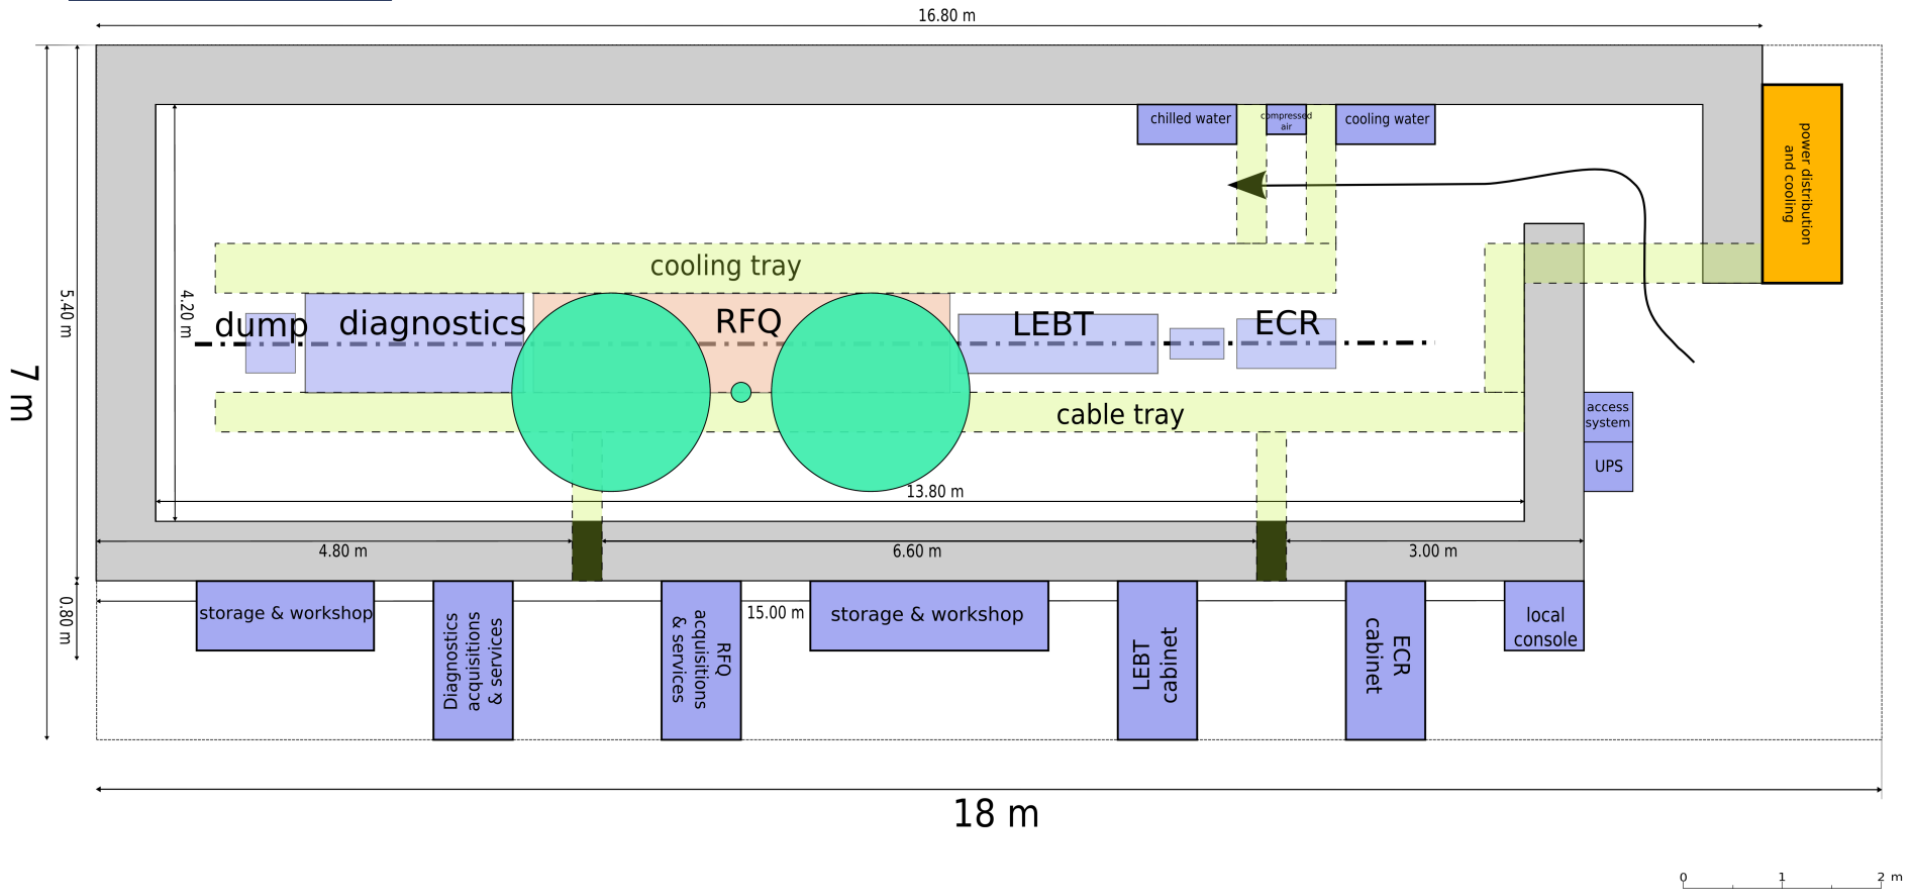 16.80 m
chilled water
compressed
air
cooling water
power distribution
and cooling
cooling tray
5.40 m
4.20 m
7 m
dump
diagnostics
RFQ
LEBT
ECR
cable tray
access
system
UPS
13.80 m
4.80 m
6.60 m
3.00 m
0.80 m
15.00 m
storage & workshop
Diagnostics
acquisitions
& services
RFQ
acquisitions
& services
storage & workshop
LEBT
cabinet
ECR
cabinet
local
console
18 m
0 1 2 m